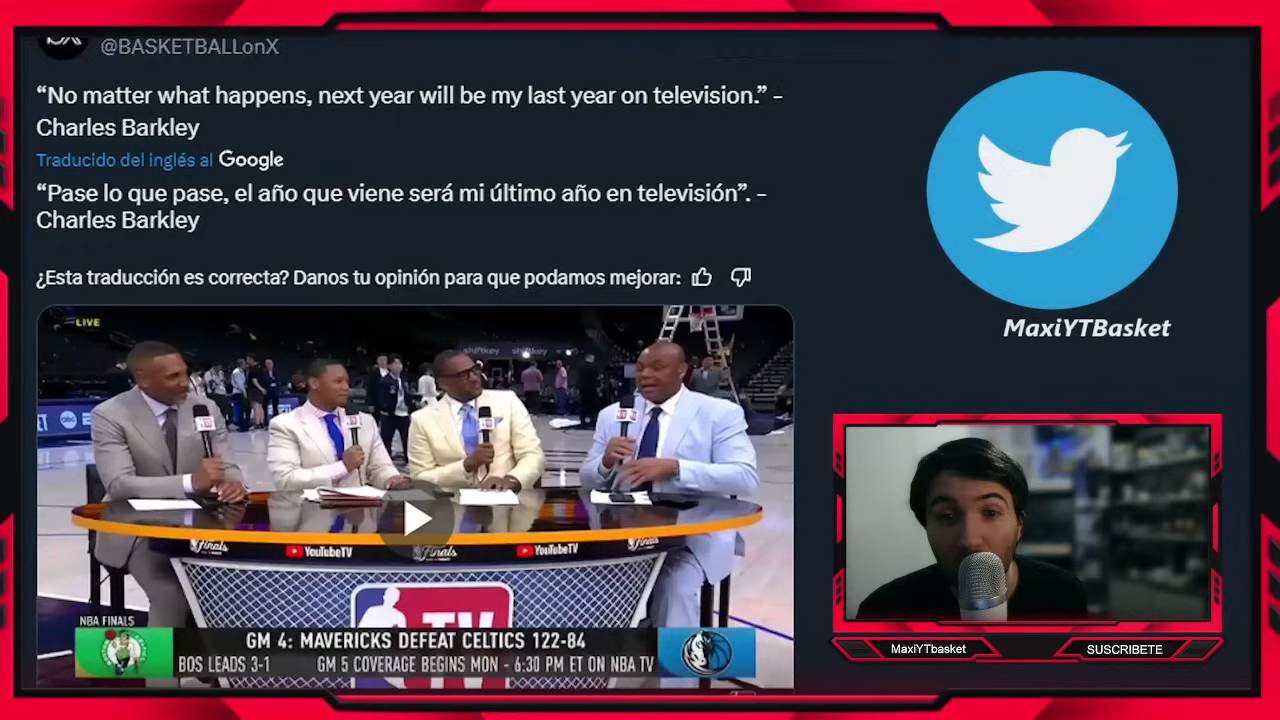 @BASKETBALLonX
“No matter what happens, next year will be my last year on television.” -
Charles Barkley
Traducido del inglés al Google
“Pase lo que pase, el año que viene será mi último año en televisión”. -
Charles Barkley
¿Esta traducción es correcta? Danos tu opinión para que podamos mejorar:
MaxiYTBasket
LIVE
shiftkey shiftkey
abc
Finals YouTubeTV Finals YouTubeTV Finals
TV
NBA FINALS
GM 4: MAVERICKS DEFEAT CELTICS 122-84
BOS LEADS 3-1 GM 5 COVERAGE BEGINS MON - 6:30 PM ET ON NBA TV
MaxiYTbasket
SUSCRIBETE